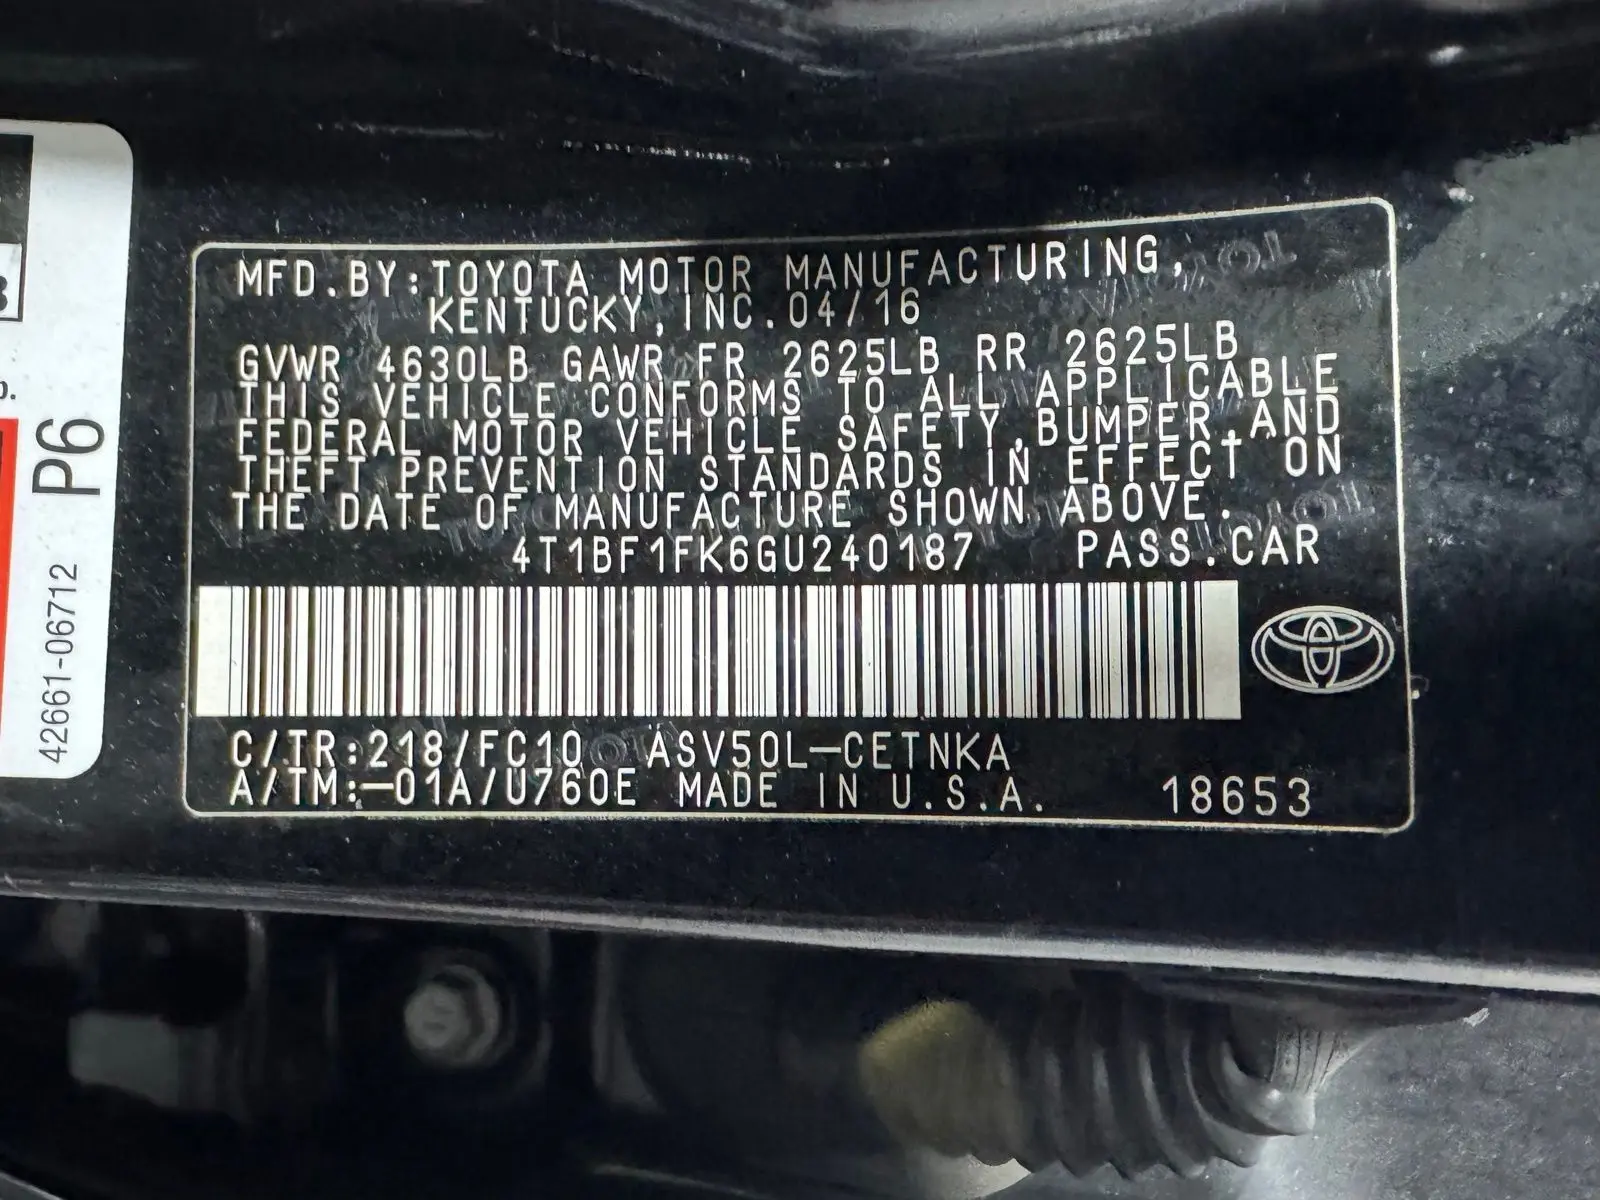 MFD.BY:TOYOTA MOTOR MANUFACTURING,
KENTUCKY,INC.04/16
GVWR 4630LB GAWR FR 2625LB RR 2625LB
THIS VEHICLE CONFORMS TO ALL APPLICABLE
FEDERAL MOTOR VEHICLE SAFETY,BUMPER,AND
THEFT PREVENTION STANDARDS IN EFFECT ON
THE DATE OF MANUFACTURE SHOWN ABOVE.
4T1BF1FK6GU240187 PASS.CAR
C/TR:218/FC10 ASV50L-CETNKA
A/TM:-01A/U760E MADE IN U.S.A. 18653
P6
42661-06712